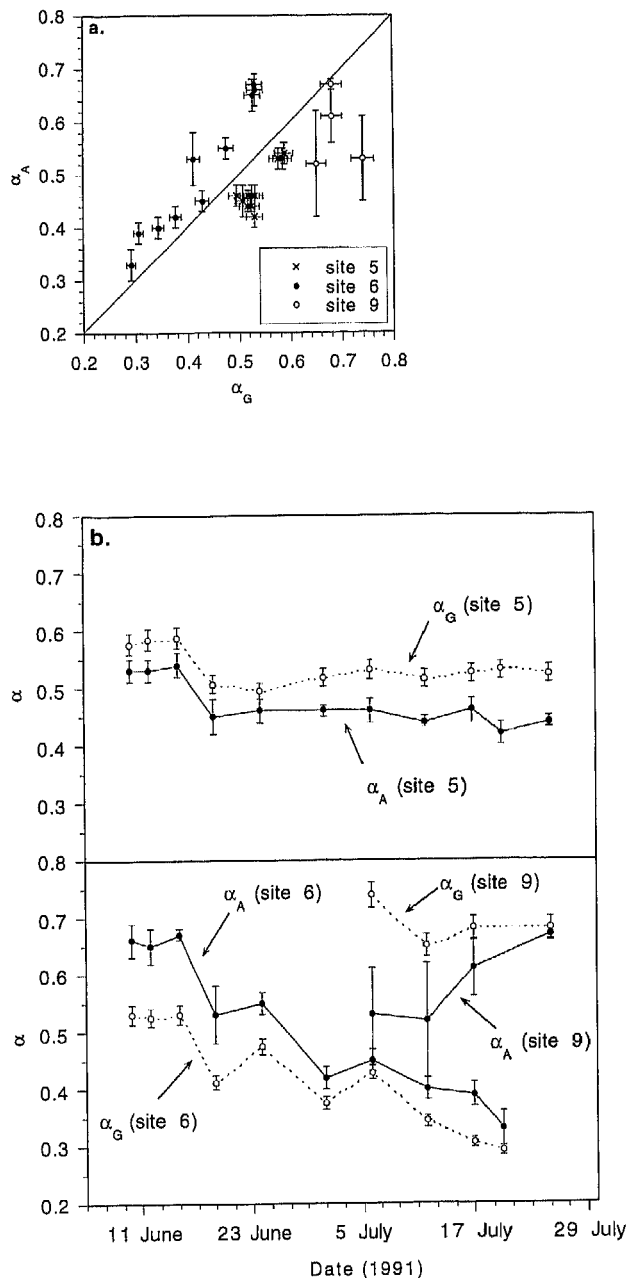 a.
0.8
0.7
0.6
0.5
0.4
0.3
0.2
α_A
× site 5
• site 6
○ site 9
0.2 0.3 0.4 0.5 0.6 0.7 0.8
α_G
b.
0.8
0.7
0.6
0.5
0.4
0.3
α
α_G (site 5)
α_A (site 5)
0.8
0.7
0.6
0.5
0.4
0.3
0.2
α
α_A (site 6)
α_G (site 9)
α_A (site 9)
α_G (site 6)
11 June 23 June 5 July 17 July 29 July
Date (1991)